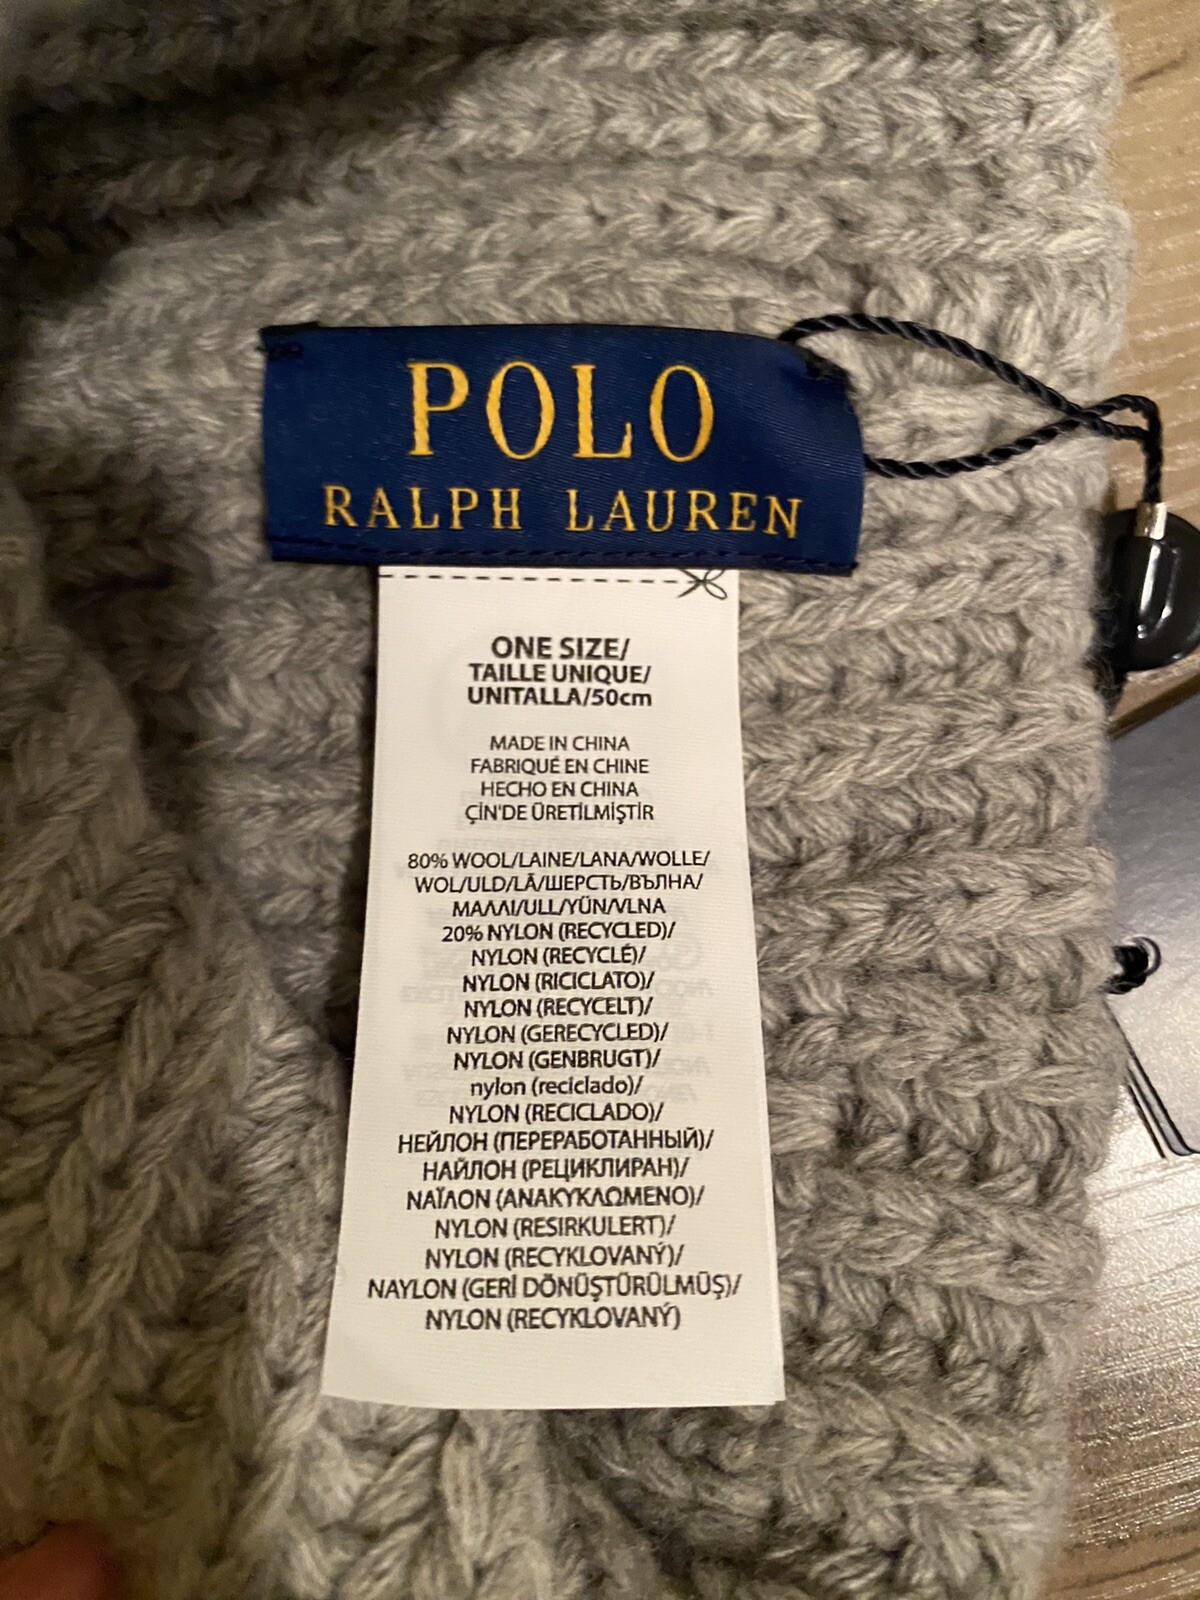 POLO
RALPH LAUREN
ONE SIZE/
TAILLE UNIQUE/
UNITALLA/50cm
MADE IN CHINA
FABRIQUÉ EN CHINE
HECHO EN CHINA
ÇİN'DE ÜRETİLMİŞTİR
80% WOOL/LAINE/LANA/WOLLE/
WOL/ULD/LÃ/ШЕРСТЬ/ВЪЛНА/
ΜΑΛΛΙ/ULL/YÜN/VLNA
20% NYLON (RECYCLED)/
NYLON (RECYCLÉ)/
NYLON (RICICLATO)/
NYLON (RECYCELT)/
NYLON (GERECYCLED)/
NYLON (GENBRUGT)/
nylon (reciclado)/
NYLON (RECICLADO)/
НЕЙЛОН (ПЕРЕРАБОТАННЫЙ)/
НАЙЛОН (РЕЦИКЛИРАН)/
ΝΑΪΛΟΝ (ΑΝΑΚΥΚΛΩΜΕΝΟ)/
NYLON (RESIRKULERT)/
NYLON (RECYKLOVANÝ)/
NAYLON (GERİ DÖNÜŞTÜRÜLMÜŞ)/
NYLON (RECYKLOVANÝ)